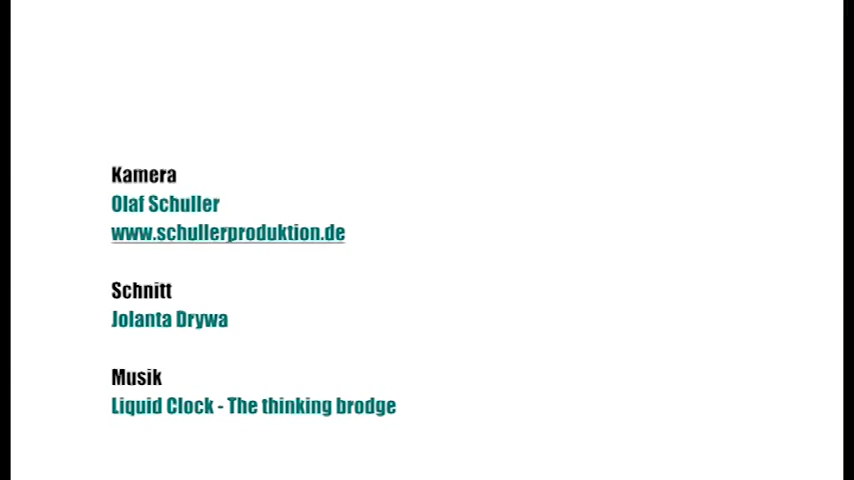 Kamera
Olaf Schuller
www.schullerproduktion.de
Schnitt
Jolanta Drywa
Musik
Liquid Clock - The thinking brodge